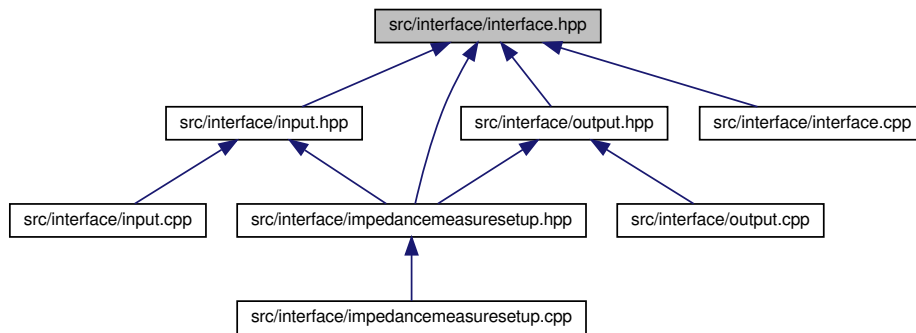 src/interface/interface.hpp
src/interface/input.hpp
src/interface/output.hpp
src/interface/interface.cpp
src/interface/input.cpp
src/interface/impedancemeasuresetup.hpp
src/interface/output.cpp
src/interface/impedancemeasuresetup.cpp